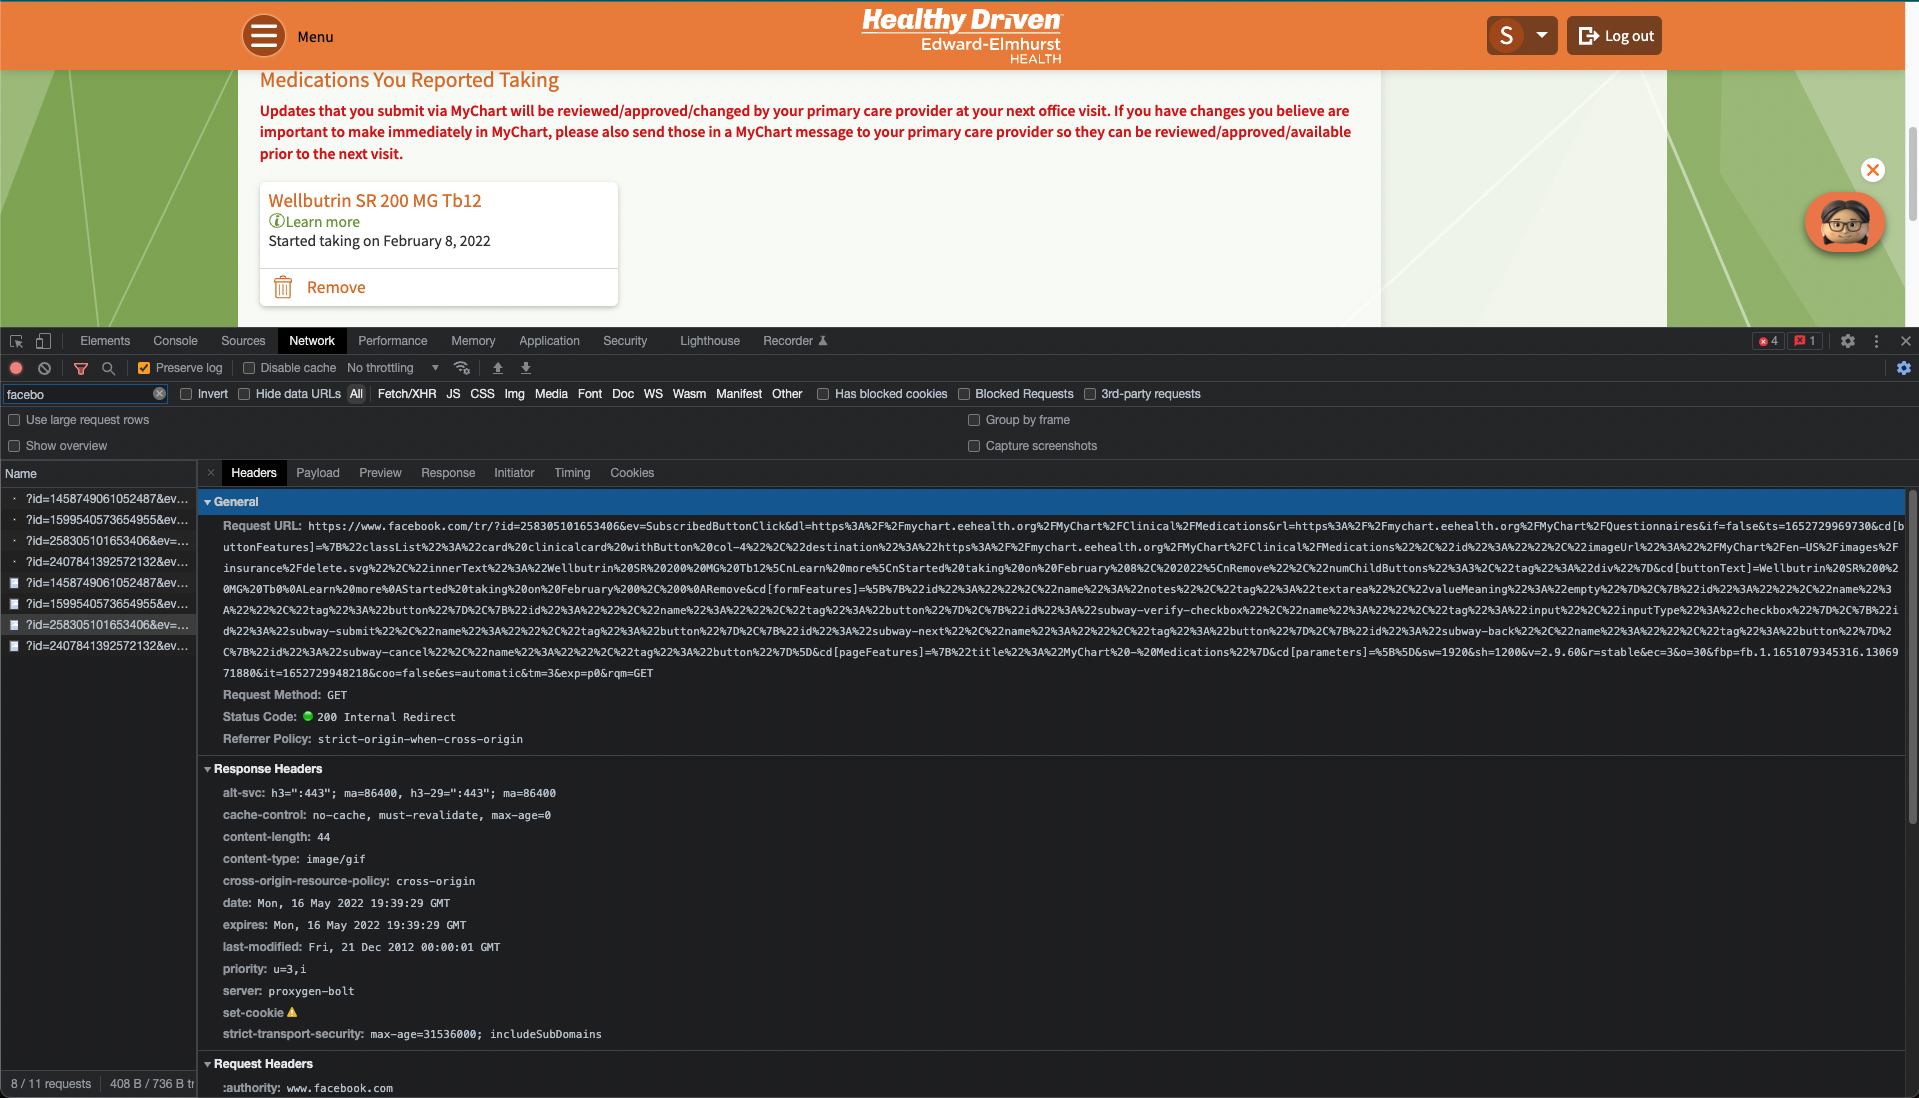 Menu
Healthy Driven
Edward-Elmhurst
HEALTH
S
Log out
Medications You Reported Taking
Updates that you submit via MyChart will be reviewed/approved/changed by your primary care provider at your next office visit. If you have changes you believe are
important to make immediately in MyChart, please also send those in a MyChart message to your primary care provider so they can be reviewed/approved/available
prior to the next visit.
Wellbutrin SR 200 MG Tb12
Learn more
Started taking on February 8, 2022
Remove
Elements Console Sources Network Performance Memory Application Security Lighthouse Recorder 4 1
Preserve log Disable cache No throttling
facebo Invert Hide data URLs All Fetch/XHR JS CSS Img Media Font Doc WS Wasm Manifest Other Has blocked cookies Blocked Requests 3rd-party requests
Use large request rows Group by frame
Show overview Capture screenshots
Name
?id=1458749061052487&ev...
?id=1599540573654955&ev...
?id=258305101653406&ev=...
?id=2407841392572132&ev...
?id=1458749061052487&ev...
?id=1599540573654955&ev...
?id=258305101653406&ev=...
?id=2407841392572132&ev...
8 / 11 requests 408 B / 736 B tr
Headers Payload Preview Response Initiator Timing Cookies
General
Request URL: https://www.facebook.com/tr/?id=258305101653406&ev=SubscribedButtonClick&dl=https%3A%2F%2Fmychart.eehealth.org%2FMyChart%2FClinical%2FMedications&rl=https%3A%2F%2Fmychart.eehealth.org%2FMyChart%2FQuestionnaires&if=false&ts=1652729969730&cd[b
uttonFeatures]=%7B%22classList%22%3A%22card%20clinicalcard%20withButton%20col-4%22%2C%22destination%22%3A%22https%3A%2F%2Fmychart.eehealth.org%2FMyChart%2FClinical%2FMedications%22%2C%22id%22%3A%22%22%2C%22imageUrl%22%3A%22%2FMyChart%2Fen-US%2Fimages%2F
insurance%2Fdelete.svg%22%2C%22innerText%22%3A%22Wellbutrin%20SR%20200%20MG%20Tb12%5CnLearn%20more%5CnStarted%20taking%20on%20February%208%2C%202022%5CnRemove%22%2C%22numChildButtons%22%3A3%2C%22tag%22%3A%22div%22%7D&cd[buttonText]=Wellbutrin%20SR%200%2
0MG%20Tb0%0ALearn%20more%0AStarted%20taking%20on%20February%200%2C%200%0ARemove&cd[formFeatures]=%5B%7B%22id%22%3A%22%22%2C%22name%22%3A%22notes%22%2C%22tag%22%3A%22textarea%22%2C%22valueMeaning%22%3A%22empty%22%7D%2C%7B%22id%22%3A%22%22%2C%22name%22%3
A%22%22%2C%22tag%22%3A%22button%22%7D%2C%7B%22id%22%3A%22%22%2C%22name%22%3A%22%22%2C%22tag%22%3A%22button%22%7D%2C%7B%22id%22%3A%22subway-verify-checkbox%22%2C%22name%22%3A%22%22%2C%22tag%22%3A%22input%22%2C%22inputType%22%3A%22checkbox%22%7D%2C%7B%22i
d%22%3A%22subway-submit%22%2C%22name%22%3A%22%22%2C%22tag%22%3A%22button%22%7D%2C%7B%22id%22%3A%22subway-next%22%2C%22name%22%3A%22%22%2C%22tag%22%3A%22button%22%7D%2C%7B%22id%22%3A%22subway-back%22%2C%22name%22%3A%22%22%2C%22tag%22%3A%22button%22%7D%2
C%7B%22id%22%3A%22subway-cancel%22%2C%22name%22%3A%22%22%2C%22tag%22%3A%22button%22%7D%5D&cd[pageFeatures]=%7B%22title%22%3A%22MyChart%20-%20Medications%22%7D&cd[parameters]=%5B%5D&sw=1920&sh=1200&v=2.9.60&r=stable&ec=3&o=30&fbp=fb.1.1651079345316.13069
71880&it=1652729948218&coo=false&es=automatic&tm=3&exp=p0&rqm=GET
Request Method: GET
Status Code: 200 Internal Redirect
Referrer Policy: strict-origin-when-cross-origin
Response Headers
alt-svc: h3=":443"; ma=86400, h3-29=":443"; ma=86400
cache-control: no-cache, must-revalidate, max-age=0
content-length: 44
content-type: image/gif
cross-origin-resource-policy: cross-origin
date: Mon, 16 May 2022 19:39:29 GMT
expires: Mon, 16 May 2022 19:39:29 GMT
last-modified: Fri, 21 Dec 2012 00:00:01 GMT
priority: u=3,i
server: proxygen-bolt
set-cookie
strict-transport-security: max-age=31536000; includeSubDomains
Request Headers
:authority: www.facebook.com